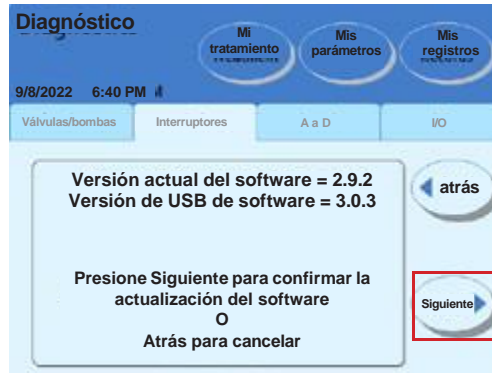 Diagnóstico
Mi
tratamiento
Mis
parámetros
Mis
registros
9/8/2022 6:40 PM
Válvulas/bombas
Interruptores
A a D
I/O
Versión actual del software = 2.9.2
Versión de USB de software = 3.0.3
atrás
Presione Siguiente para confirmar la
actualización del software
O
Atrás para cancelar
Siguiente